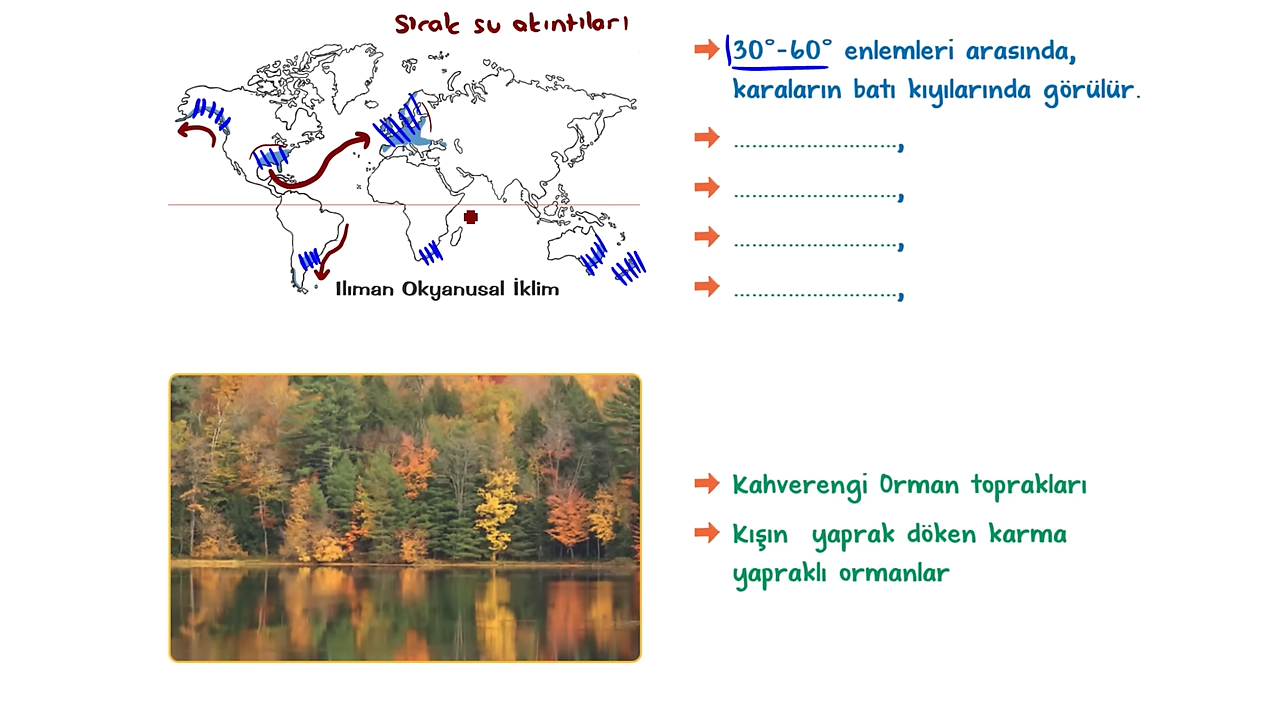 Sıcak su akıntıları
Ilıman Okyanusal İklim
30°-60° enlemleri arasında,
karaların batı kıyılarında görülür.
..........................,
..........................,
..........................,
..........................,
Kahverengi Orman toprakları
Kışın yaprak döken karma
yapraklı ormanlar